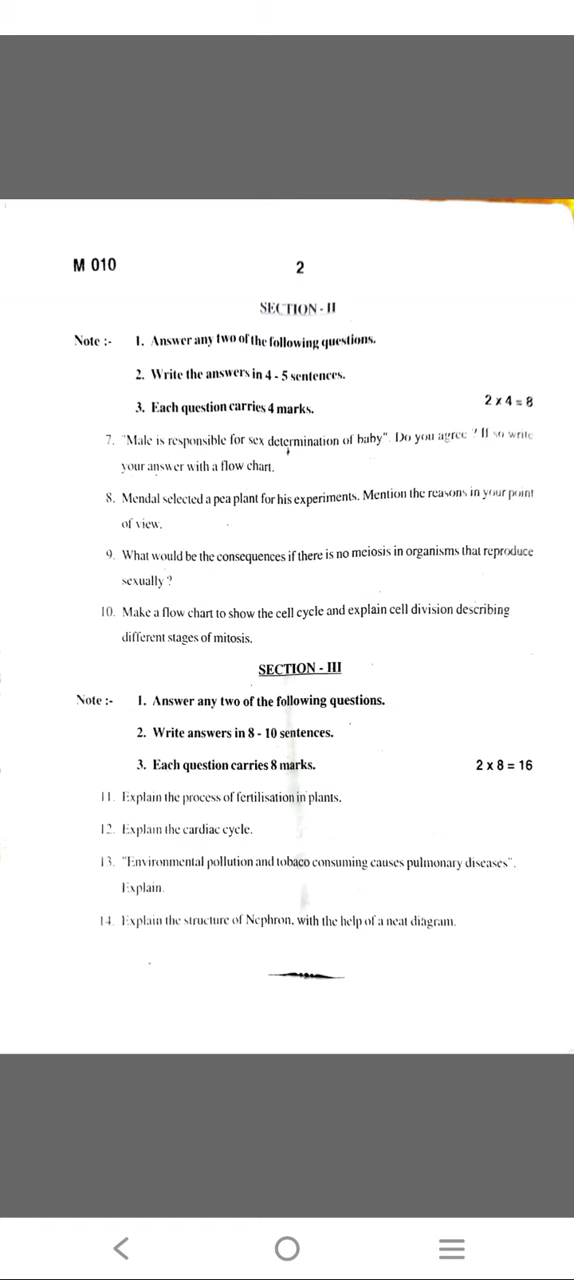 M 010
2
SECTION - II
Note :- 1. Answer any two of the following questions.
2. Write the answers in 4 - 5 sentences.
3. Each question carries 4 marks. 2 x 4 = 8
7. "Male is responsible for sex determination of baby". Do you agree ? If so write
your answer with a flow chart.
8. Mendal selected a pea plant for his experiments. Mention the reasons in your point
of view.
9. What would be the consequences if there is no meiosis in organisms that reproduce
sexually ?
10. Make a flow chart to show the cell cycle and explain cell division describing
different stages of mitosis.
SECTION - III
Note :- 1. Answer any two of the following questions.
2. Write answers in 8 - 10 sentences.
3. Each question carries 8 marks. 2 x 8 = 16
11. Explain the process of fertilisation in plants.
12. Explain the cardiac cycle.
13. "Environmental pollution and tobaco consuming causes pulmonary diseases".
Explain.
14. Explain the structure of Nephron, with the help of a neat diagram.